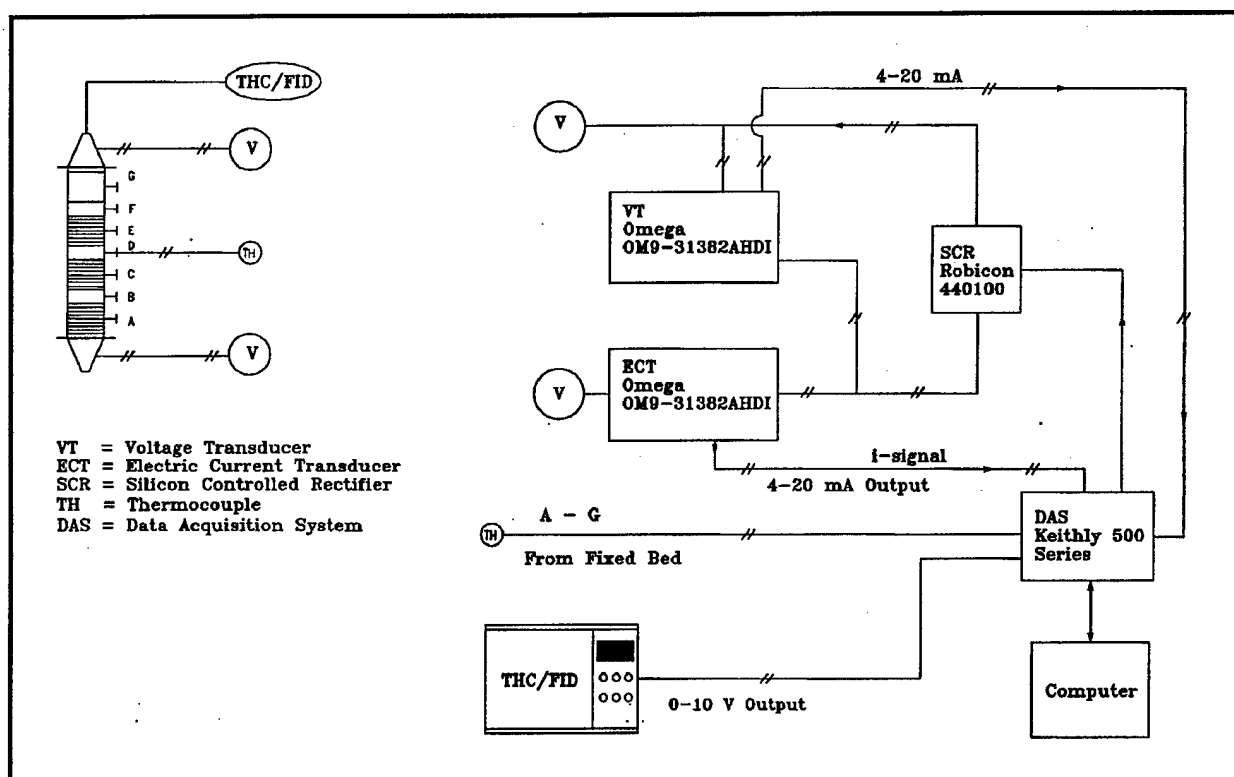 THC/FID
V
G
F
E
D
TH
C
B
A
V
VT = Voltage Transducer
ECT = Electric Current Transducer
SCR = Silicon Controlled Rectifier
TH = Thermocouple
DAS = Data Acquisition System
4-20 mA
V
VT
Omega
OM9-31382AHDI
SCR
Robicon
440100
ECT
Omega
OM9-31382AHDI
V
i-signal
4-20 mA Output
A - G
TH
From Fixed Bed
DAS
Keithly 500
Series
THC/FID
0-10 V Output
Computer